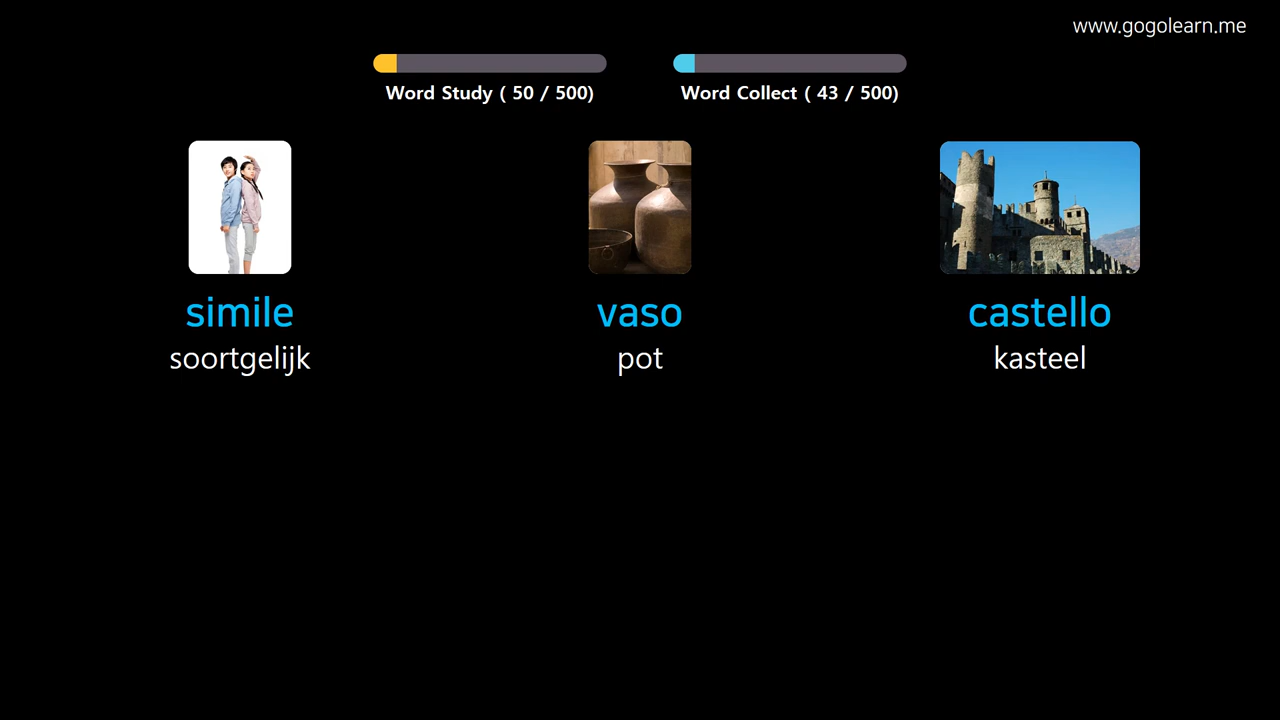 www.gogolearn.me
Word Study ( 50 / 500)
Word Collect ( 43 / 500)
simile
vaso
castello
soortgelijk
pot
kasteel